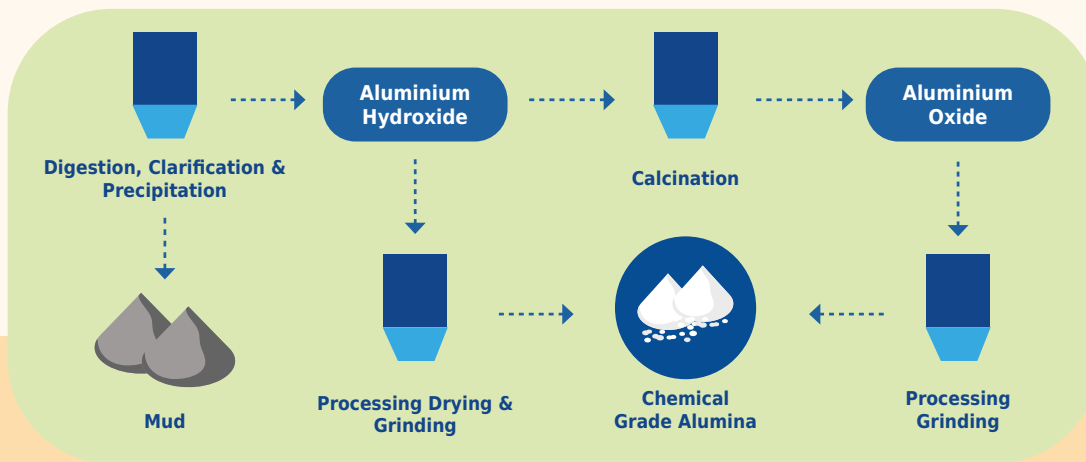 Aluminium
Hydroxide
Aluminium
Oxide
Digestion, Clarification &
Precipitation
Calcination
Mud
Processing Drying &
Grinding
Chemical
Grade Alumina
Processing
Grinding